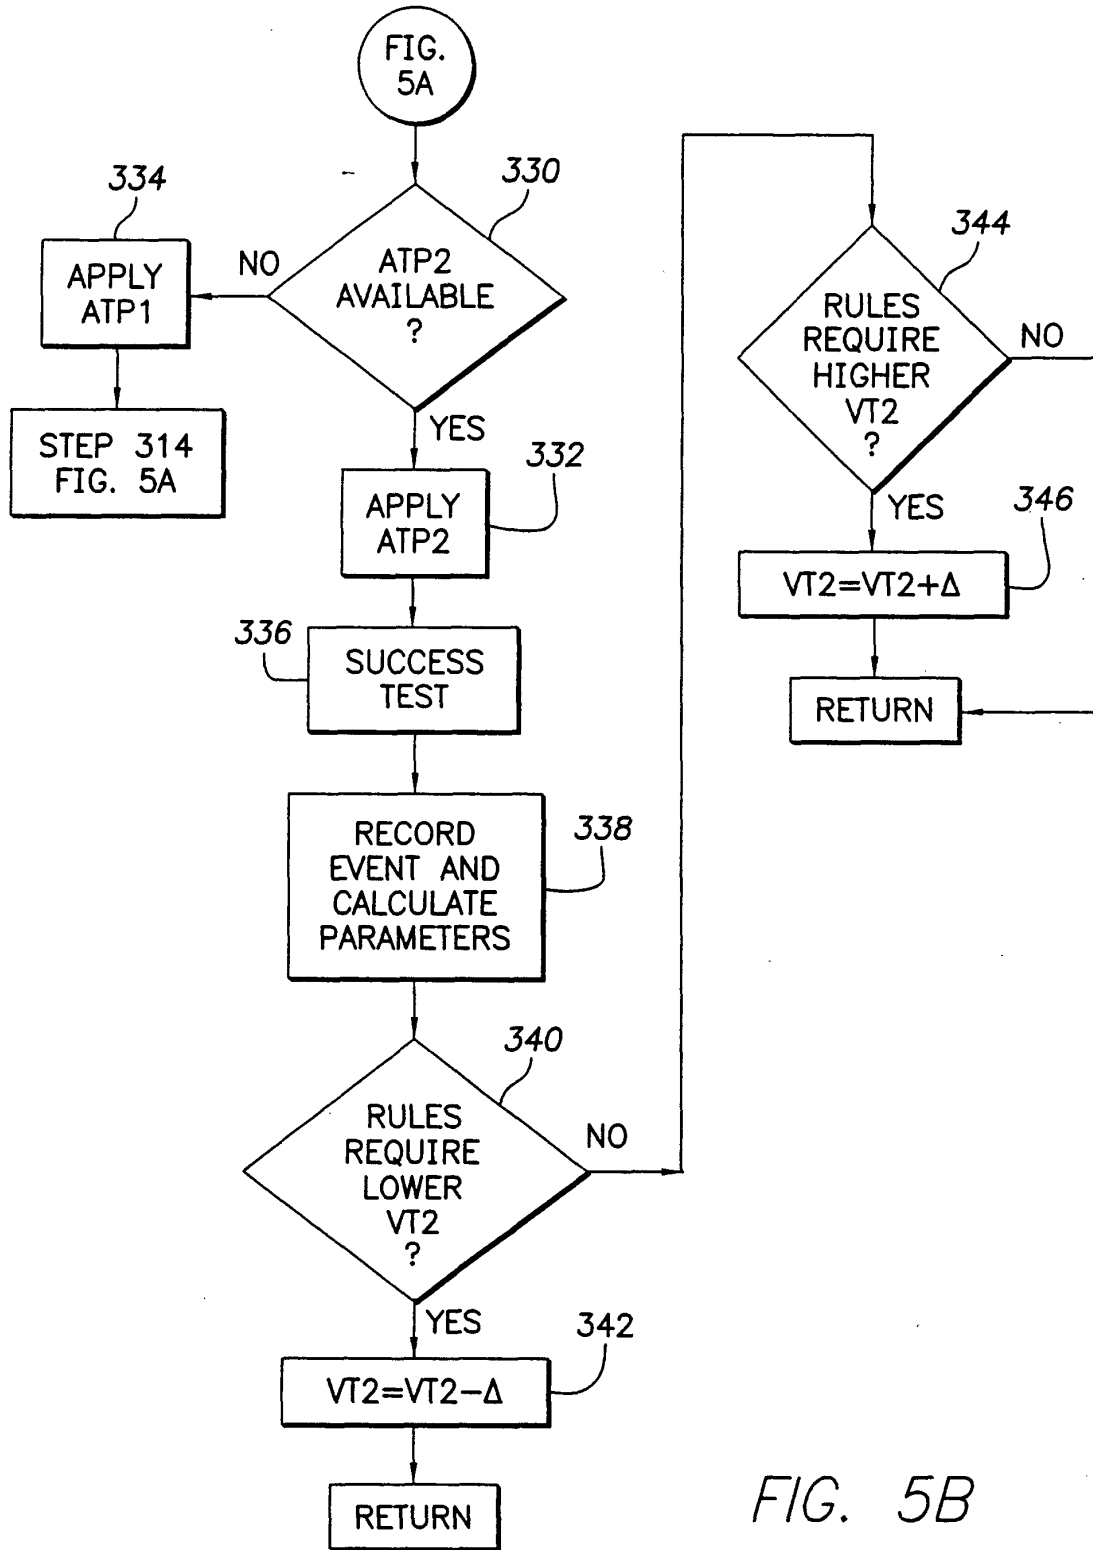 FIG.
5A
330
ATP2
AVAILABLE
?
NO
334
APPLY
ATP1
STEP 314
FIG. 5A
YES
332
APPLY
ATP2
336
SUCCESS
TEST
338
RECORD
EVENT AND
CALCULATE
PARAMETERS
340
RULES
REQUIRE
LOWER
VT2
?
NO
YES
342
VT2=VT2−Δ
RETURN
344
RULES
REQUIRE
HIGHER
VT2
?
NO
YES
346
VT2=VT2+Δ
RETURN
FIG. 5B